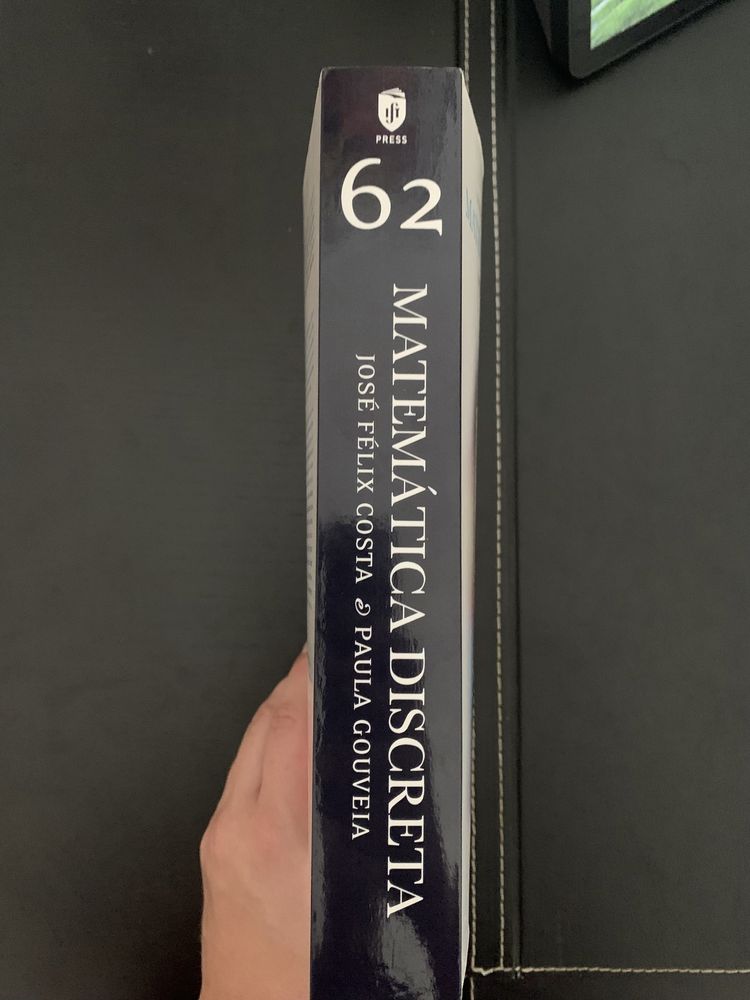 PRESS
62
MATEMÁTICA DISCRETA
JOSÉ FÉLIX COSTA & PAULA GOUVEIA